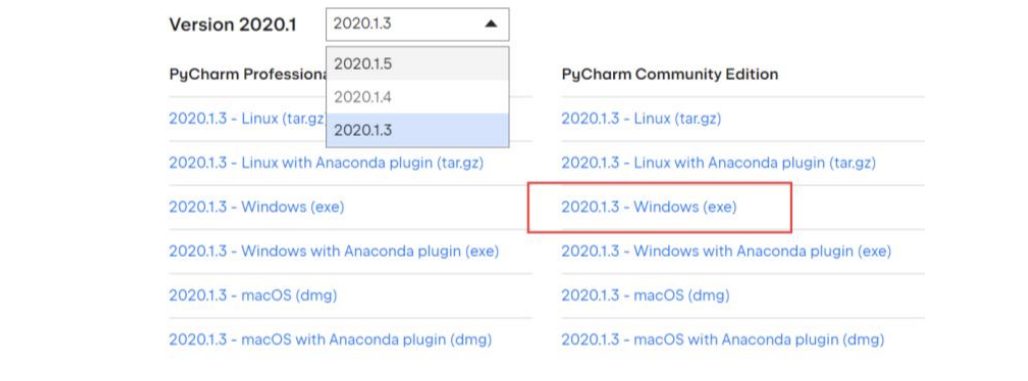 Version 2020.1 2020.1.3
2020.1.5
2020.1.4
2020.1.3
PyCharm Professiona
2020.1.3 - Linux (tar.gz
2020.1.3 - Linux with Anaconda plugin (tar.gz)
2020.1.3 - Windows (exe)
2020.1.3 - Windows with Anaconda plugin (exe)
2020.1.3 - macOS (dmg)
2020.1.3 - macOS with Anaconda plugin (dmg)
PyCharm Community Edition
2020.1.3 - Linux (tar.gz)
2020.1.3 - Linux with Anaconda plugin (tar.gz)
2020.1.3 - Windows (exe)
2020.1.3 - Windows with Anaconda plugin (exe)
2020.1.3 - macOS (dmg)
2020.1.3 - macOS with Anaconda plugin (dmg)